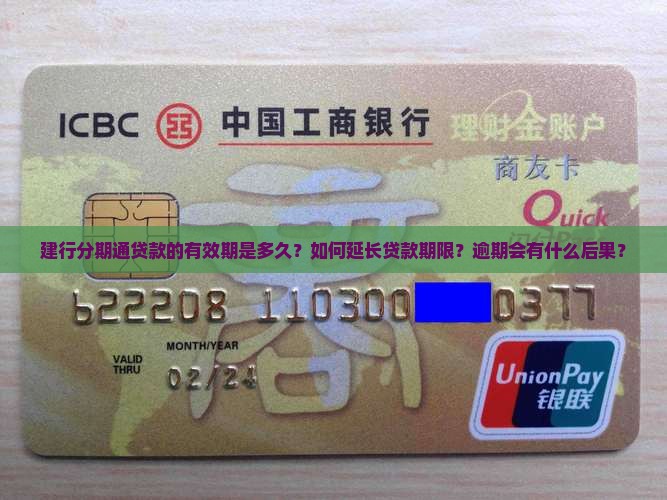 ICBC 中国工商银行 理财金账户
商友卡
Quick
建行分期通贷款的有效期是多久？如何延长贷款期限？逾期会有什么后果？
商
622208 110300 0377
MONTH/YEAR
VALID
THRU
02/24
UnionPay
银联